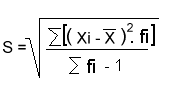 S = √( ∑[(xi - x̄)². fi] / ∑ fi - 1 )